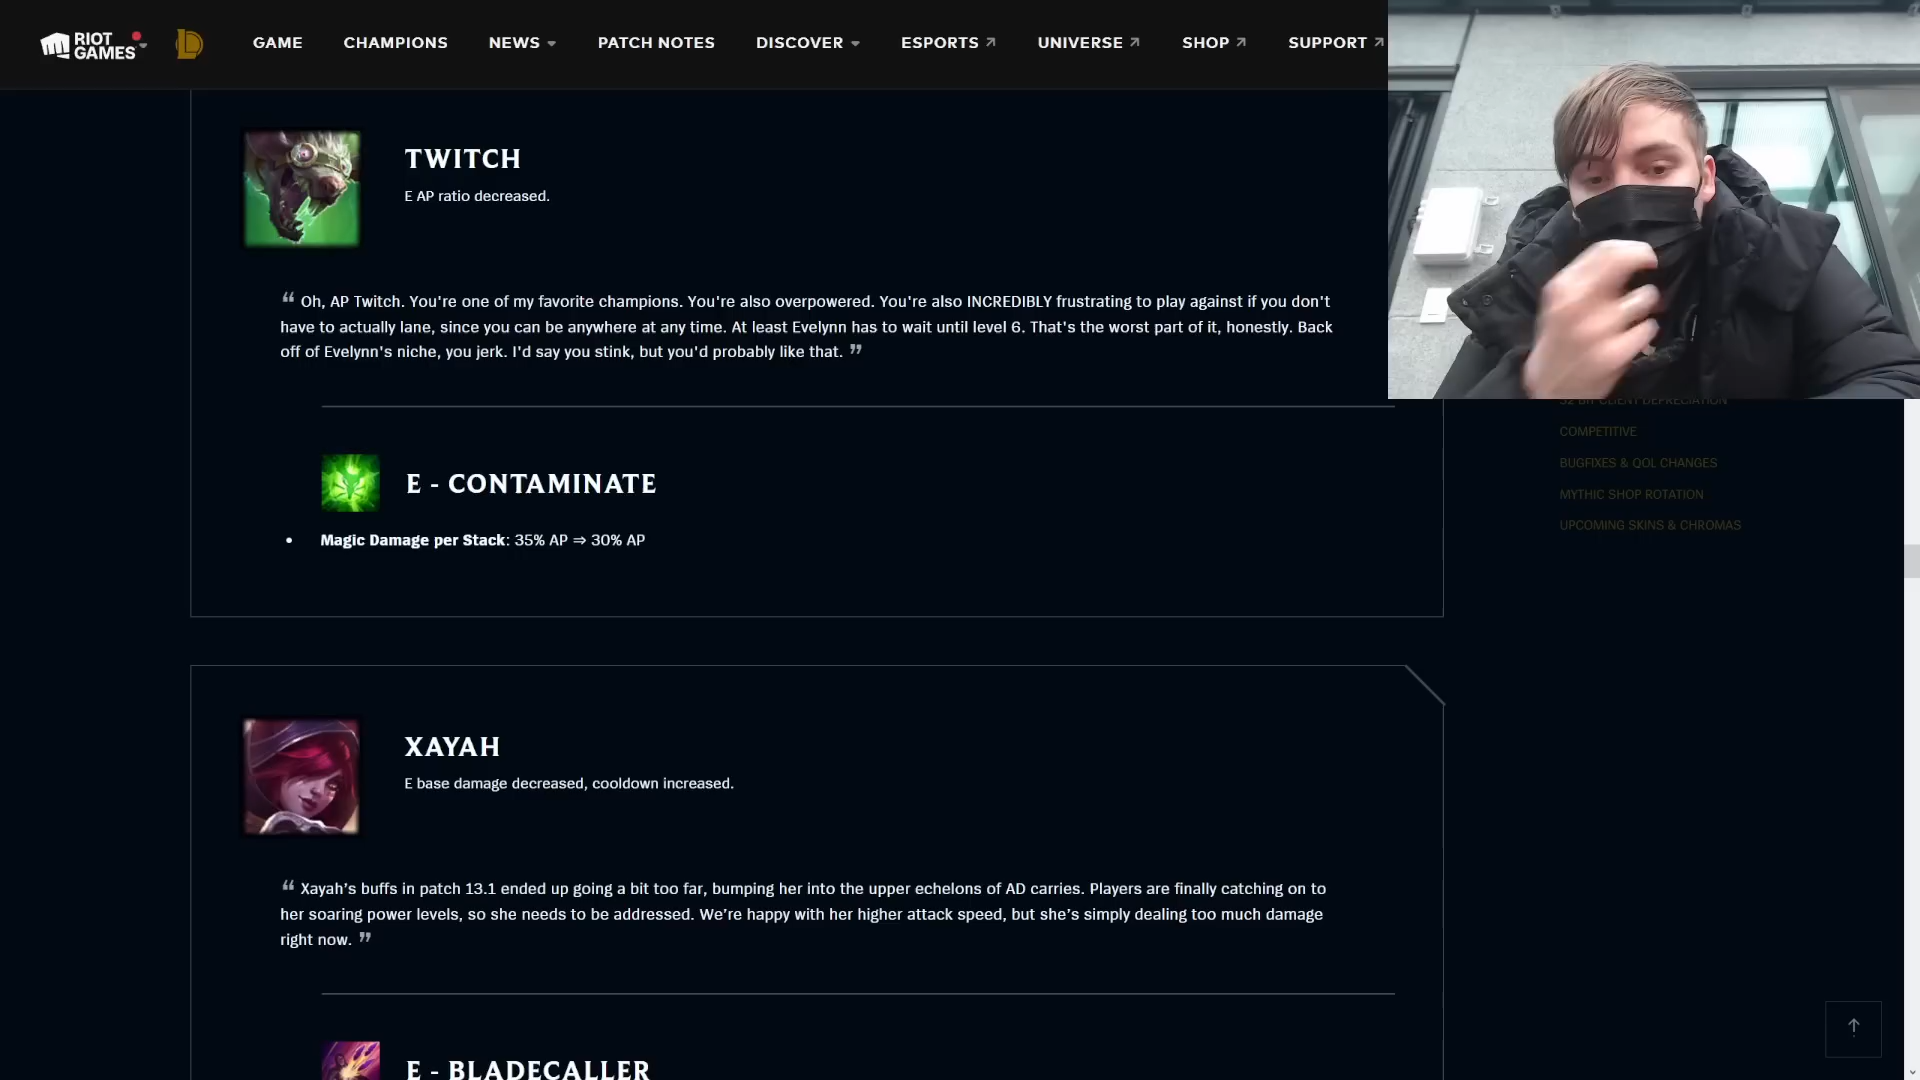 RIOT GAMES
GAME
CHAMPIONS
NEWS
PATCH NOTES
DISCOVER
ESPORTS
UNIVERSE
SHOP
SUPPORT
TWITCH
E AP ratio decreased.
“ Oh, AP Twitch. You're one of my favorite champions. You're also overpowered. You're also INCREDIBLY frustrating to play against if you don't
have to actually lane, since you can be anywhere at any time. At least Evelynn has to wait until level 6. That's the worst part of it, honestly. Back
off of Evelynn's niche, you jerk. I'd say you stink, but you'd probably like that. ”
E - CONTAMINATE
• Magic Damage per Stack: 35% AP ⇒ 30% AP
XAYAH
E base damage decreased, cooldown increased.
“ Xayah’s buffs in patch 13.1 ended up going a bit too far, bumping her into the upper echelons of AD carries. Players are finally catching on to
her soaring power levels, so she needs to be addressed. We’re happy with her higher attack speed, but she’s simply dealing too much damage
right now. ”
E - BLADECALLER
32 BIT CLIENT DEPRECIATION
COMPETITIVE
BUGFIXES & QOL CHANGES
MYTHIC SHOP ROTATION
UPCOMING SKINS & CHROMAS